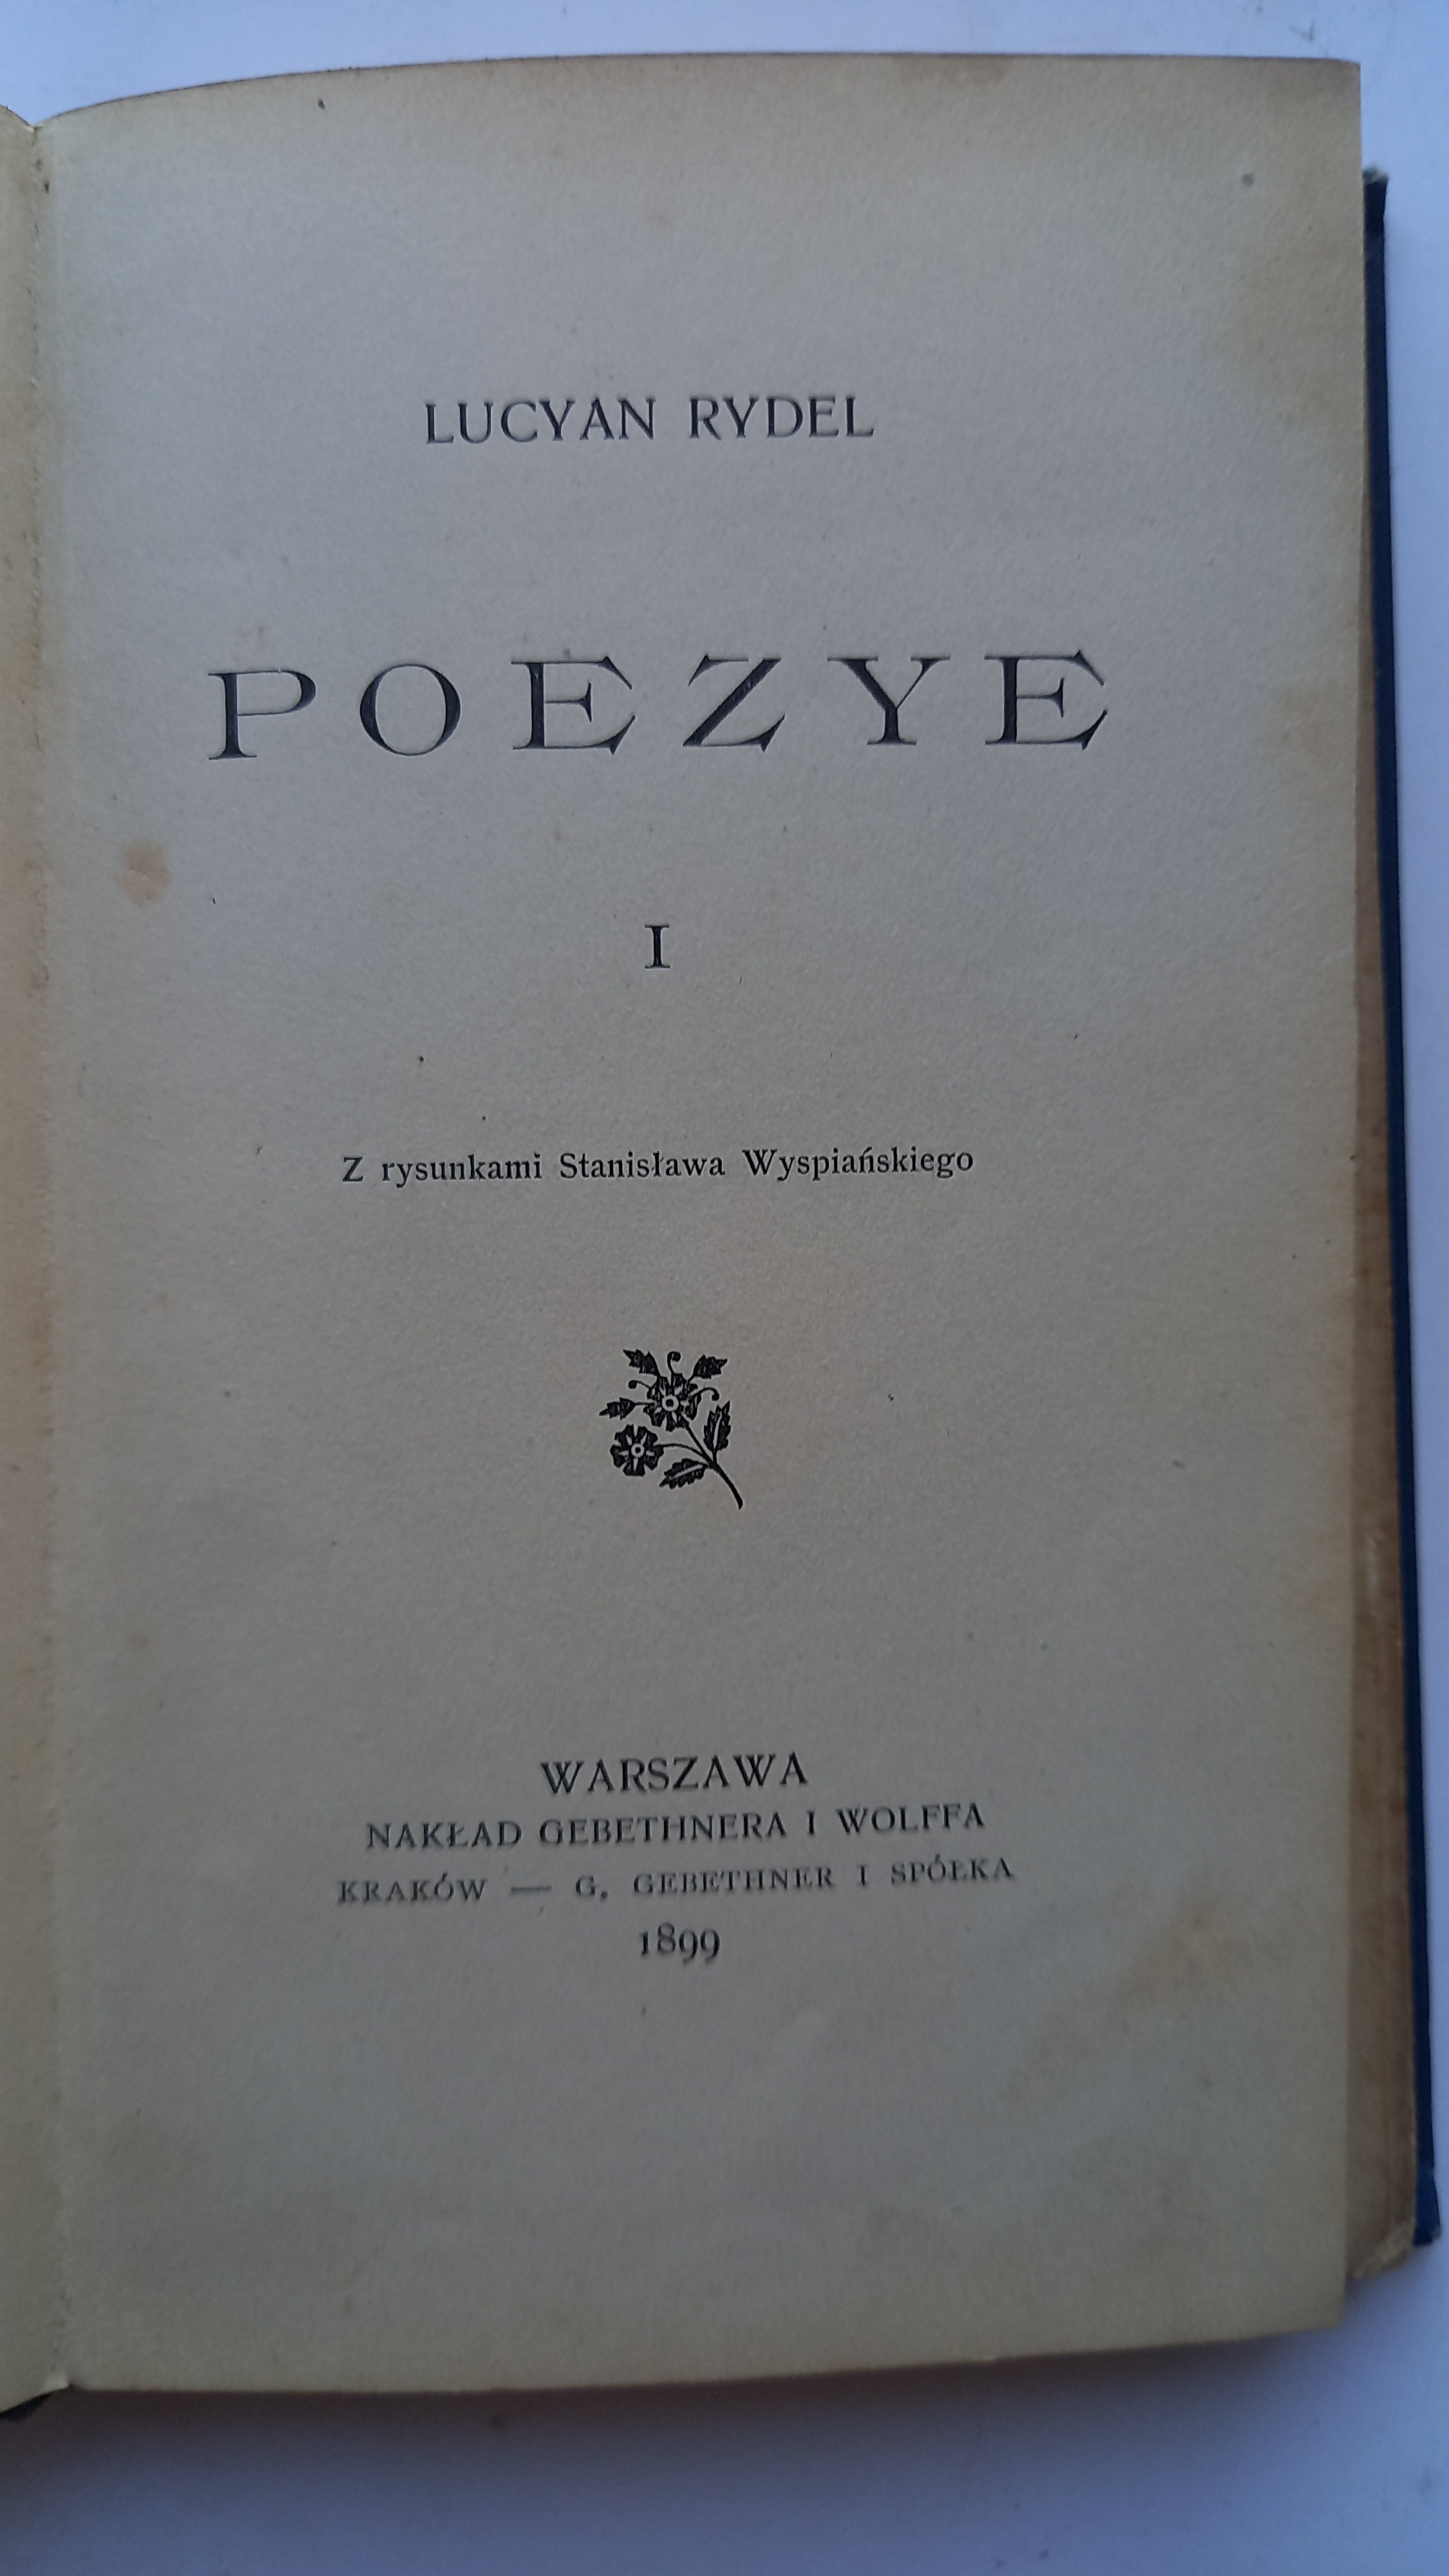 LUCYAN RYDEL
POEZYE
I
Z rysunkami Stanisława Wyspiańskiego
WARSZAWA
NAKŁAD GEBETHNERA I WOLFFA
KRAKÓW — G. GEBETHNER I SPÓŁKA
1899